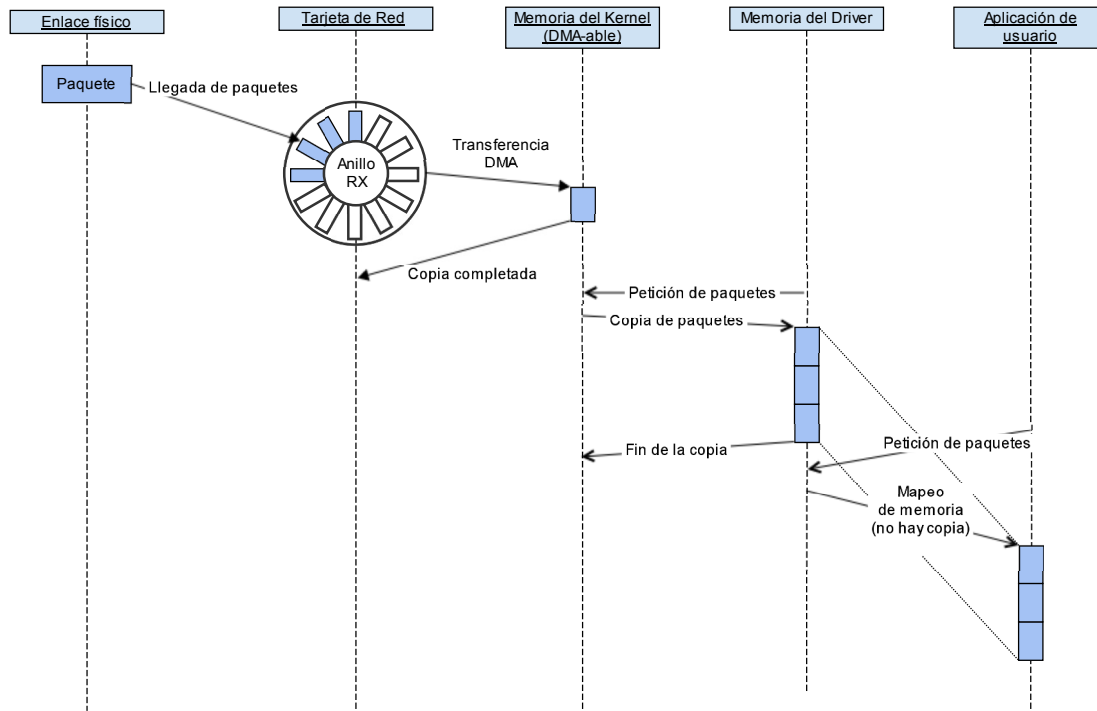 Enlace físico
Tarjeta de Red
Memoria del Kernel
(DMA-able)
Memoria del Driver
Aplicación de
usuario
Paquete
Llegada de paquetes
Anillo
RX
Transferencia
DMA
Copia completada
Petición de paquetes
Copia de paquetes
Fin de la copia
Petición de paquetes
Mapeo
de memoria
(no hay copia)